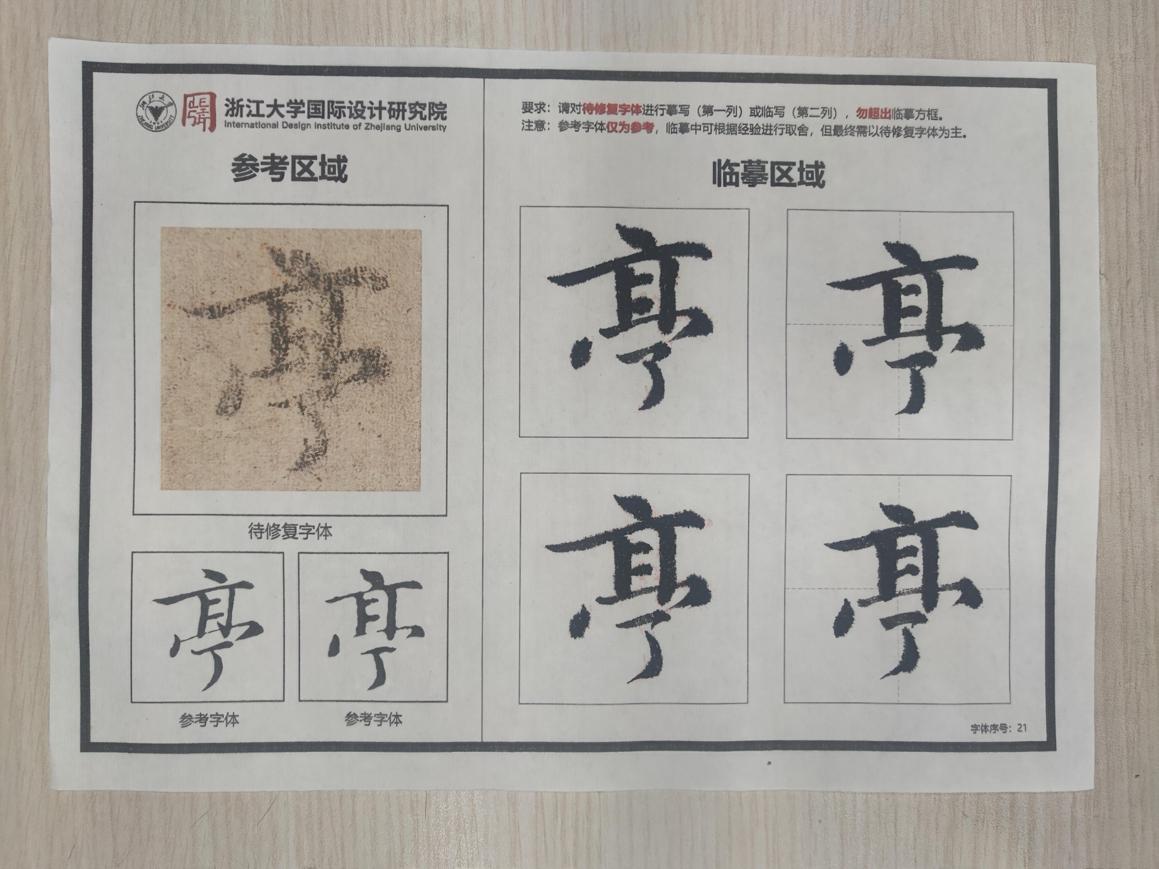 浙江大学国际设计研究院
International Design Institute of Zhejiang University
参考区域
亭
待修复字体
亭
亭
参考字体
参考字体
要求：请对待修复字体进行摹写（第一列）或临写（第二列），勿超出临摹方框。
注意：参考字体仅为参考，临摹中可根据经验进行取舍，但最终需以待修复字体为主。
临摹区域
亭
亭
亭
亭
字体序号：21